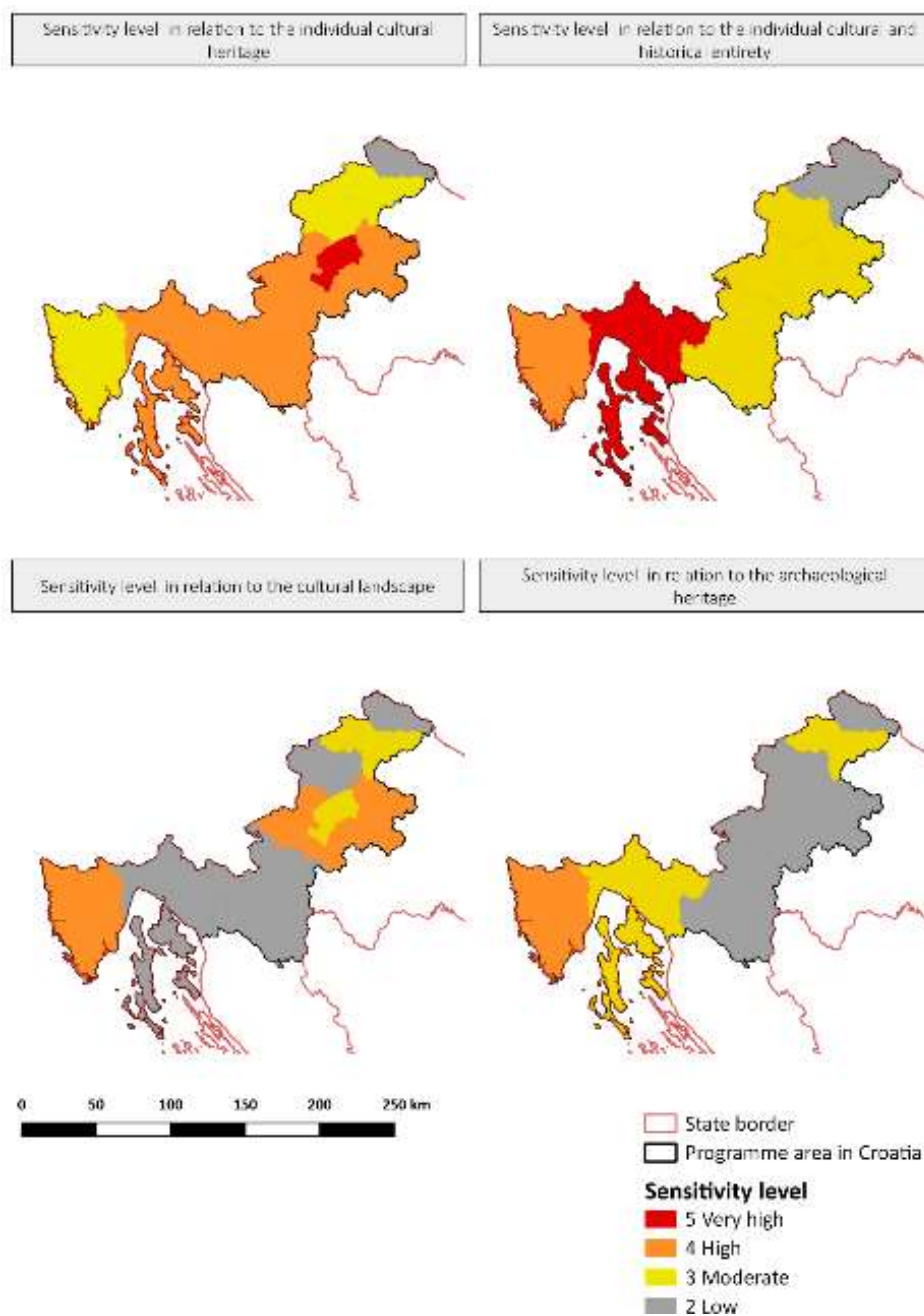 Sensitivity level in relation to the individual cultural
heritage
Sensitivity level in relation to the individual cultural and
historical entirety
Sensitivity level in relation to the cultural landscape
Sensitivity level in relation to the archaeological
heritage
0 50 100 150 200 250 km
State border
Programme area in Croatia
Sensitivity level
5 Very high
4 High
3 Moderate
2 Low